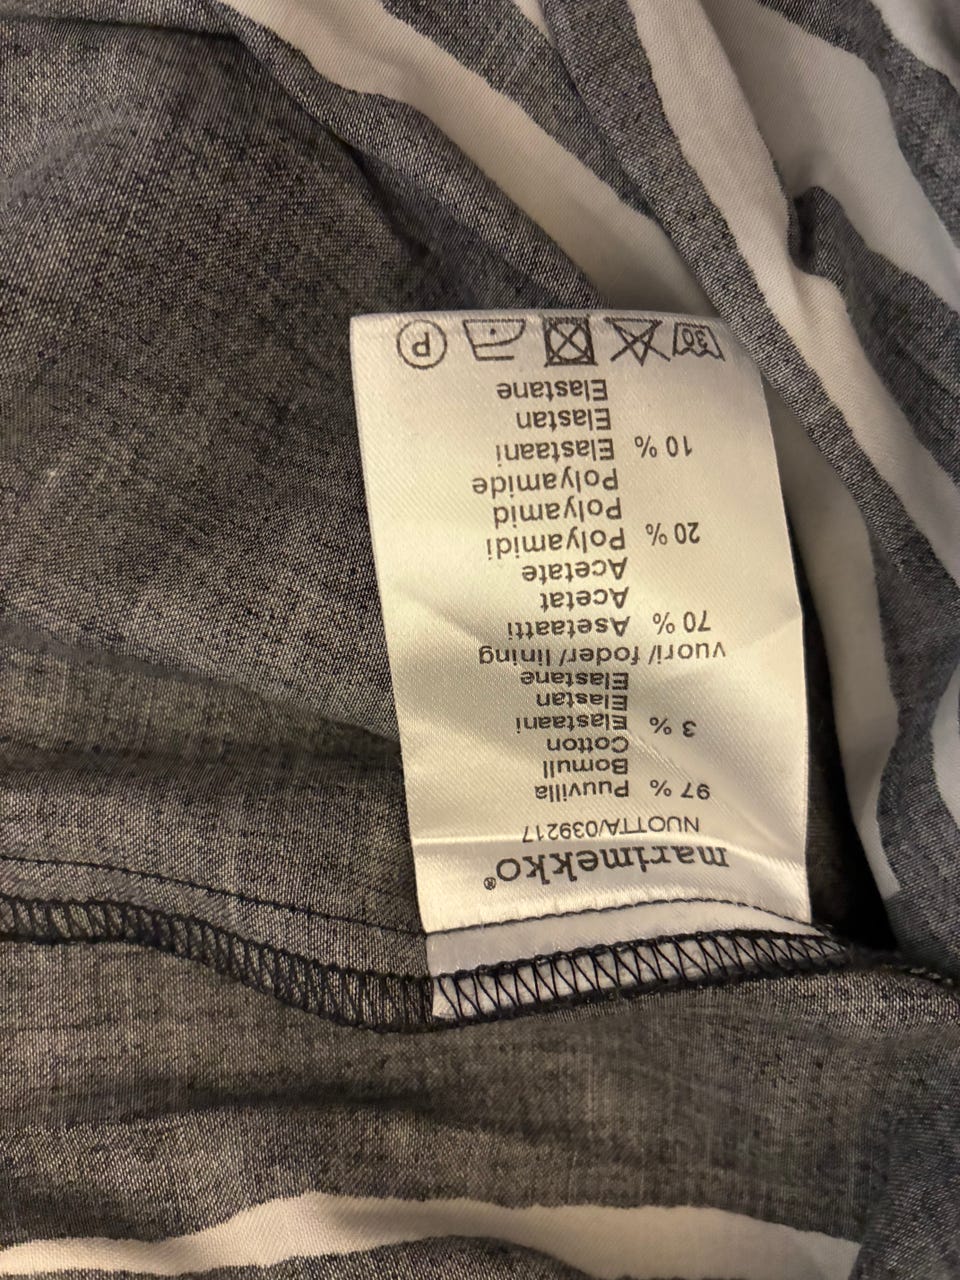 marimekko®
NUOTTA/039217
97 % Puuvilla
Bomull
Cotton
3 % Elastaani
Elastan
Elastane
vuori/ foder/ lining
70 % Asetaatti
Acetat
Acetate
20 % Polyamidi
Polyamid
Polyamide
10 % Elastaani
Elastan
Elastane
30 P